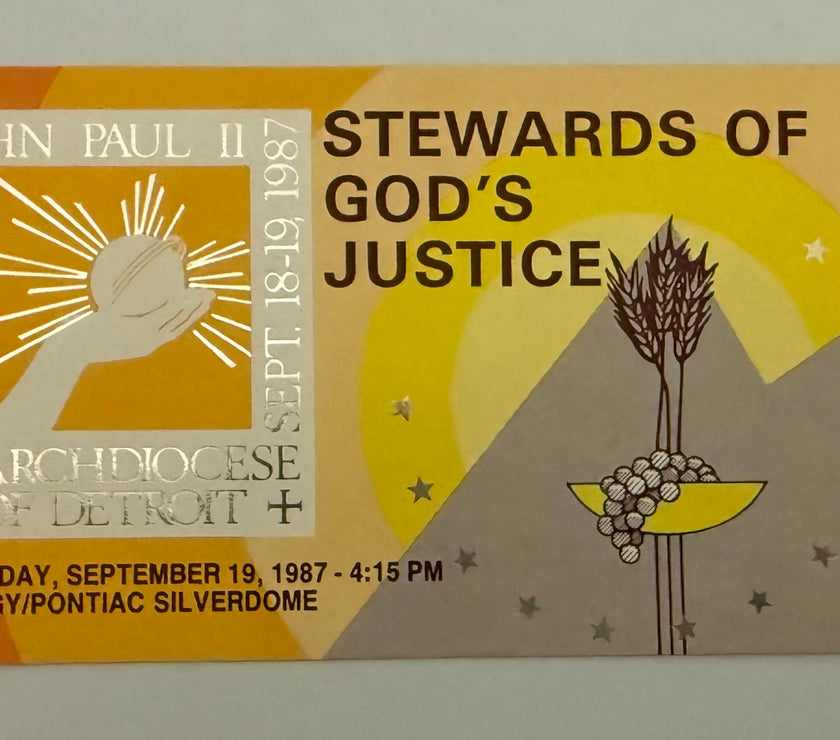 HN PAUL II
SEPT. 18-19, 1987
ARCHDIOCESE
OF DETROIT
STEWARDS OF
GOD'S
JUSTICE
DAY, SEPTEMBER 19, 1987 - 4:15 PM
GY/PONTIAC SILVERDOME